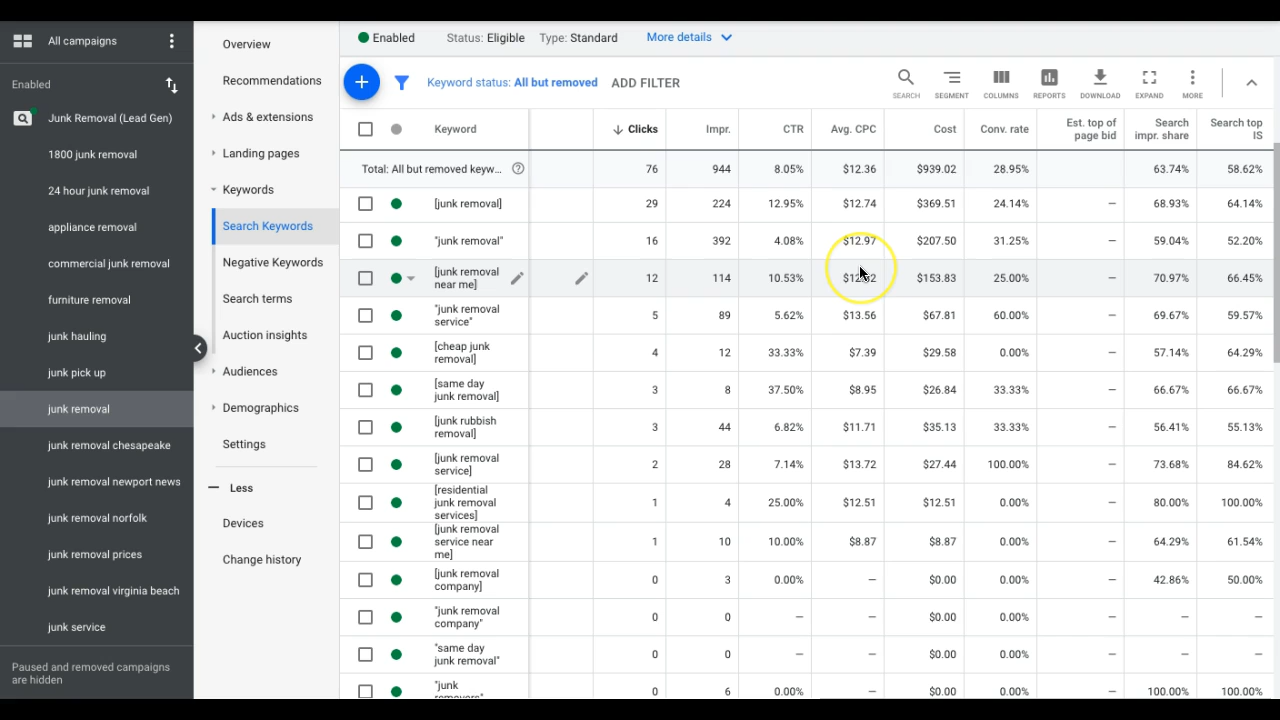 All campaigns
Enabled
Junk Removal (Lead Gen)
1800 junk removal
24 hour junk removal
appliance removal
commercial junk removal
furniture removal
junk hauling
junk pick up
junk removal
junk removal chesapeake
junk removal newport news
junk removal norfolk
junk removal prices
junk removal virginia beach
junk service
Paused and removed campaigns
are hidden
Overview
Recommendations
Ads & extensions
Landing pages
Keywords
Search Keywords
Negative Keywords
Search terms
Auction insights
Audiences
Demographics
Settings
Less
Devices
Change history
Enabled Status: Eligible Type: Standard More details
Keyword status: All but removed ADD FILTER
SEARCH SEGMENT COLUMNS REPORTS DOWNLOAD EXPAND MORE
Keyword Clicks Impr. CTR Avg. CPC Cost Conv. rate Est. top of page bid Search impr. share Search top IS
Total: All but removed keyw... 76 944 8.05% $12.36 $939.02 28.95% 63.74% 58.62%
[junk removal] 29 224 12.95% $12.74 $369.51 24.14% – 68.93% 64.14%
"junk removal" 16 392 4.08% $12.97 $207.50 31.25% – 59.04% 52.20%
[junk removal
near me] 12 114 10.53% $153.83 25.00% – 70.97% 66.45%
"junk removal
service" 5 89 5.62% $13.56 $67.81 60.00% – 69.67% 59.57%
[cheap junk
removal] 4 12 33.33% $7.39 $29.58 0.00% – 57.14% 64.29%
[same day
junk removal] 3 8 37.50% $8.95 $26.84 33.33% – 66.67% 66.67%
[junk rubbish
removal] 3 44 6.82% $11.71 $35.13 33.33% – 56.41% 55.13%
[junk removal
service] 2 28 7.14% $13.72 $27.44 100.00% – 73.68% 84.62%
[residential
junk removal
services] 1 4 25.00% $12.51 $12.51 0.00% – 80.00% 100.00%
[junk removal
service near
me] 1 10 10.00% $8.87 $8.87 0.00% – 64.29% 61.54%
[junk removal
company] 0 3 0.00% – $0.00 0.00% – 42.86% 50.00%
"junk removal
company" 0 0 – – $0.00 0.00% – – –
"same day
junk removal" 0 0 – – $0.00 0.00% – – –
"junk 0 6 0.00% – $0.00 0.00% – 100.00% 100.00%